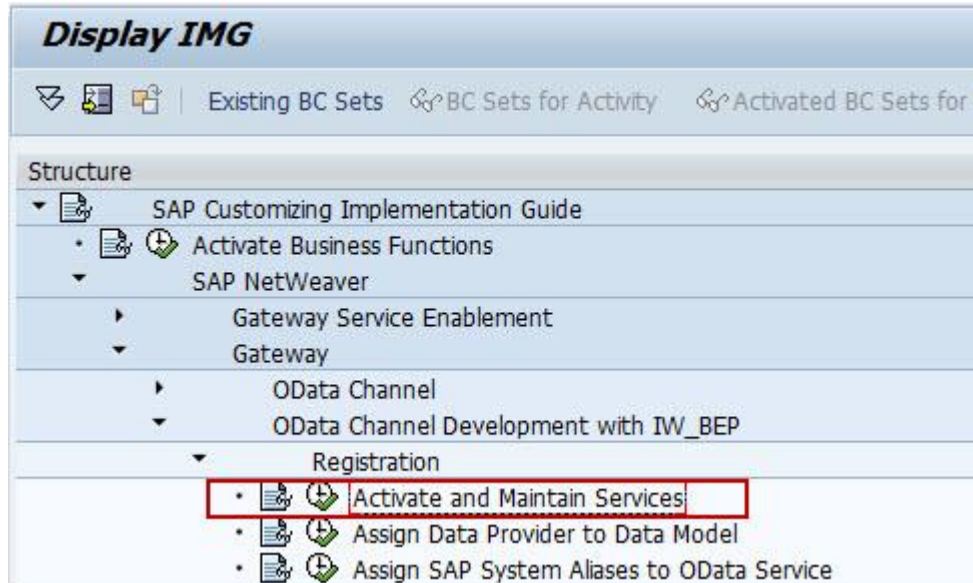 Display IMG
Existing BC Sets BC Sets for Activity Activated BC Sets for
Structure
SAP Customizing Implementation Guide
Activate Business Functions
SAP NetWeaver
Gateway Service Enablement
Gateway
OData Channel
OData Channel Development with IW_BEP
Registration
Activate and Maintain Services
Assign Data Provider to Data Model
Assign SAP System Aliases to OData Service